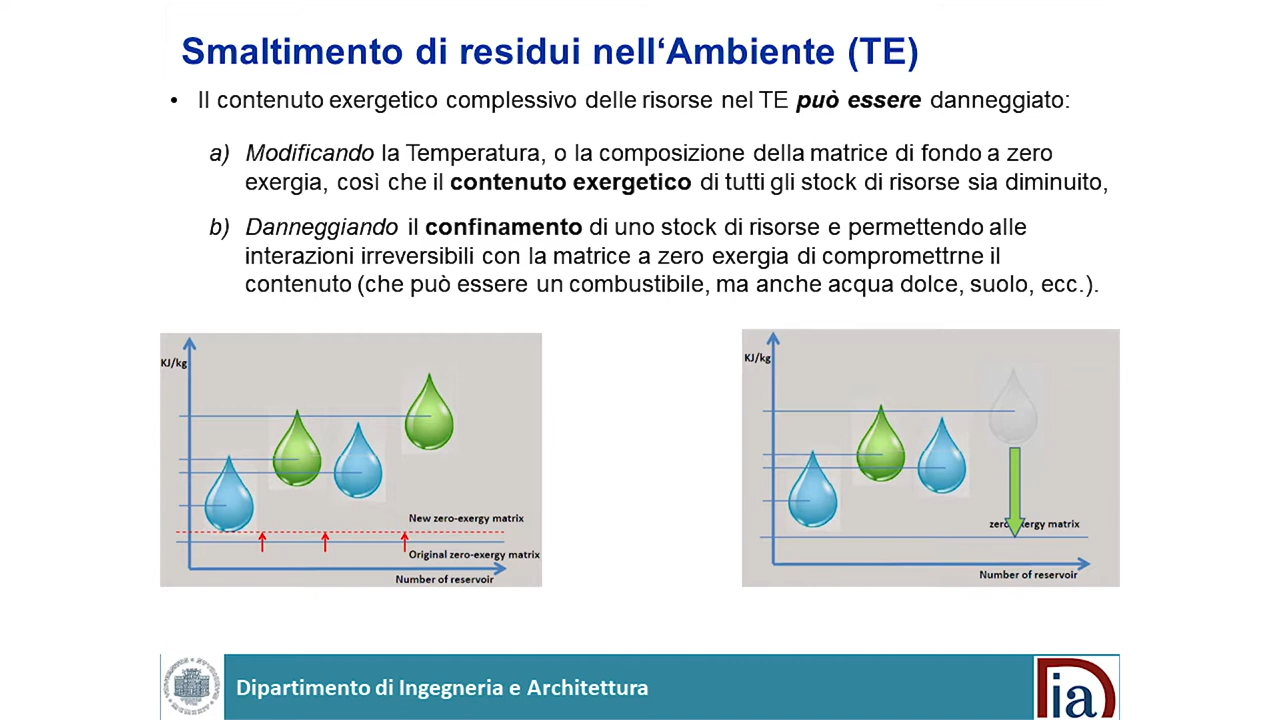 Smaltimento di residui nell‘Ambiente (TE)
• Il contenuto exergetico complessivo delle risorse nel TE può essere danneggiato:
a) Modificando la Temperatura, o la composizione della matrice di fondo a zero
exergia, così che il contenuto exergetico di tutti gli stock di risorse sia diminuito,
b) Danneggiando il confinamento di uno stock di risorse e permettendo alle
interazioni irreversibili con la matrice a zero exergia di compromettrne il
contenuto (che può essere un combustibile, ma anche acqua dolce, suolo, ecc.).
KJ/kg
New zero-exergy matrix
Original zero-exergy matrix
Number of reservoir
KJ/kg
zero-exergy matrix
Number of reservoir
Dipartimento di Ingegneria e Architettura
ia